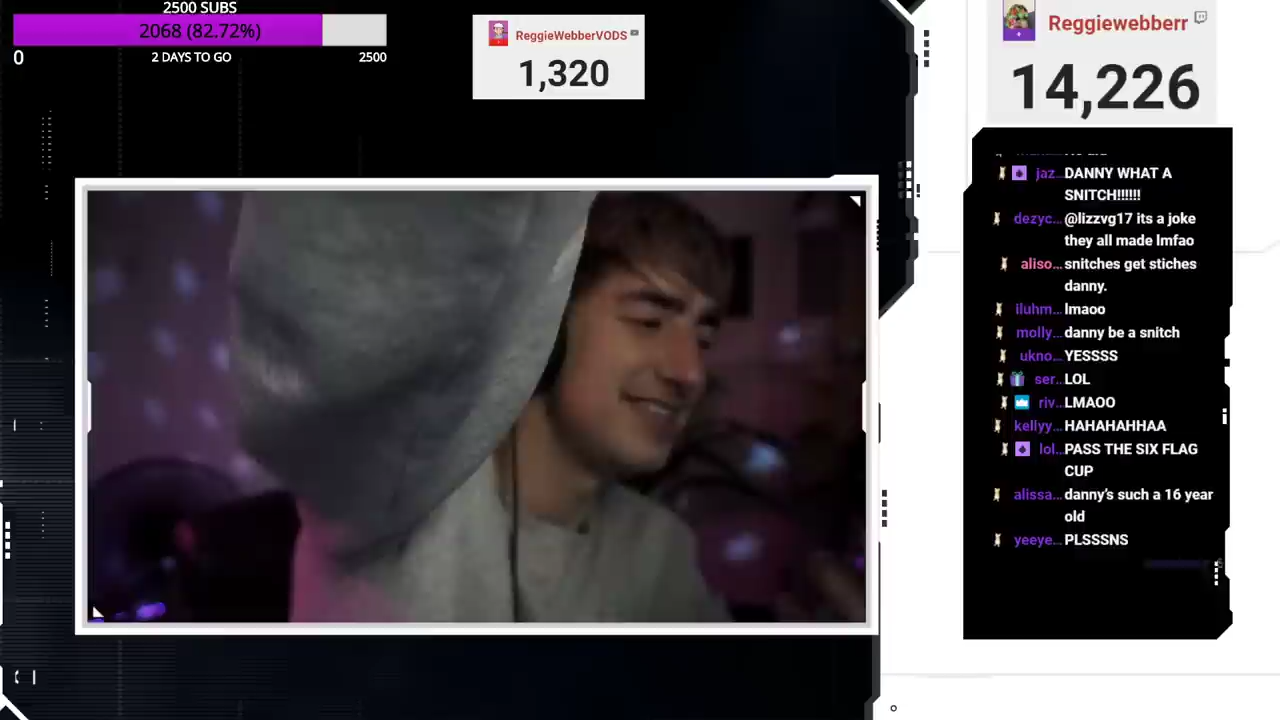 2500 SUBS
2068 (82.72%)
0
2 DAYS TO GO
2500
ReggieWebberVODS
1,320
Reggiewebberr
14,226
jaz... DANNY WHAT A
SNITCH!!!!!!
dezyc... @lizzvg17 its a joke
they all made lmfao
aliso... snitches get stiches
danny.
iluhm... lmaoo
molly... danny be a snitch
ukno... YESSSS
ser... LOL
riv... LMAOO
kellyy... HAHAHAHHAA
lol... PASS THE SIX FLAG
CUP
alissa... danny's such a 16 year
old
yeeye... PLSSSNS